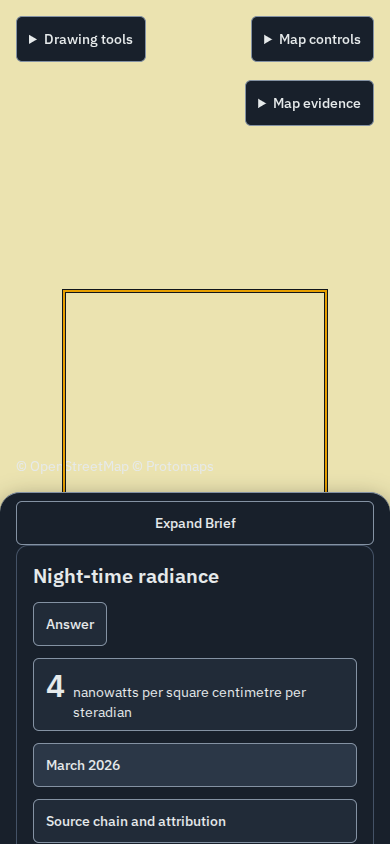 Drawing tools
Map controls
Map evidence
© OpenStreetMap © Protomaps
Expand Brief
Night-time radiance
Answer
4 nanowatts per square centimetre per
steradian
March 2026
Source chain and attribution